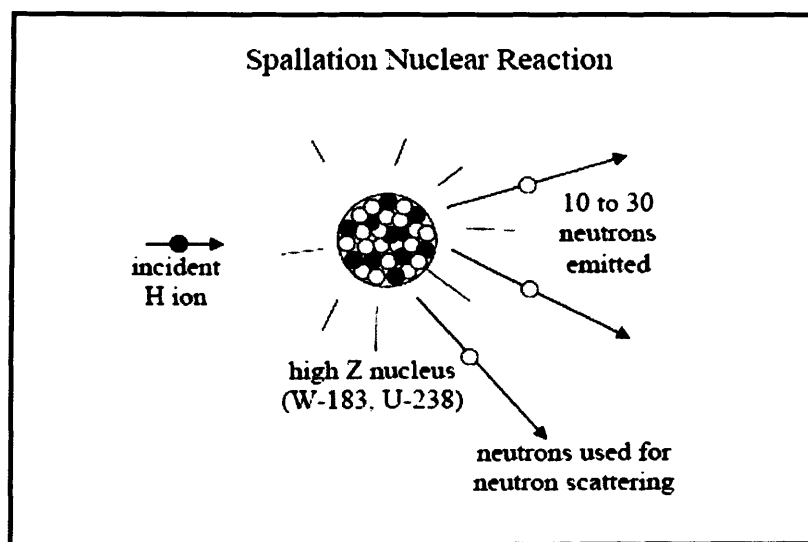 Spallation Nuclear Reaction
10 to 30
neutrons
emitted
incident
H ion
high Z nucleus
(W-183, U-238)
neutrons used for
neutron scattering